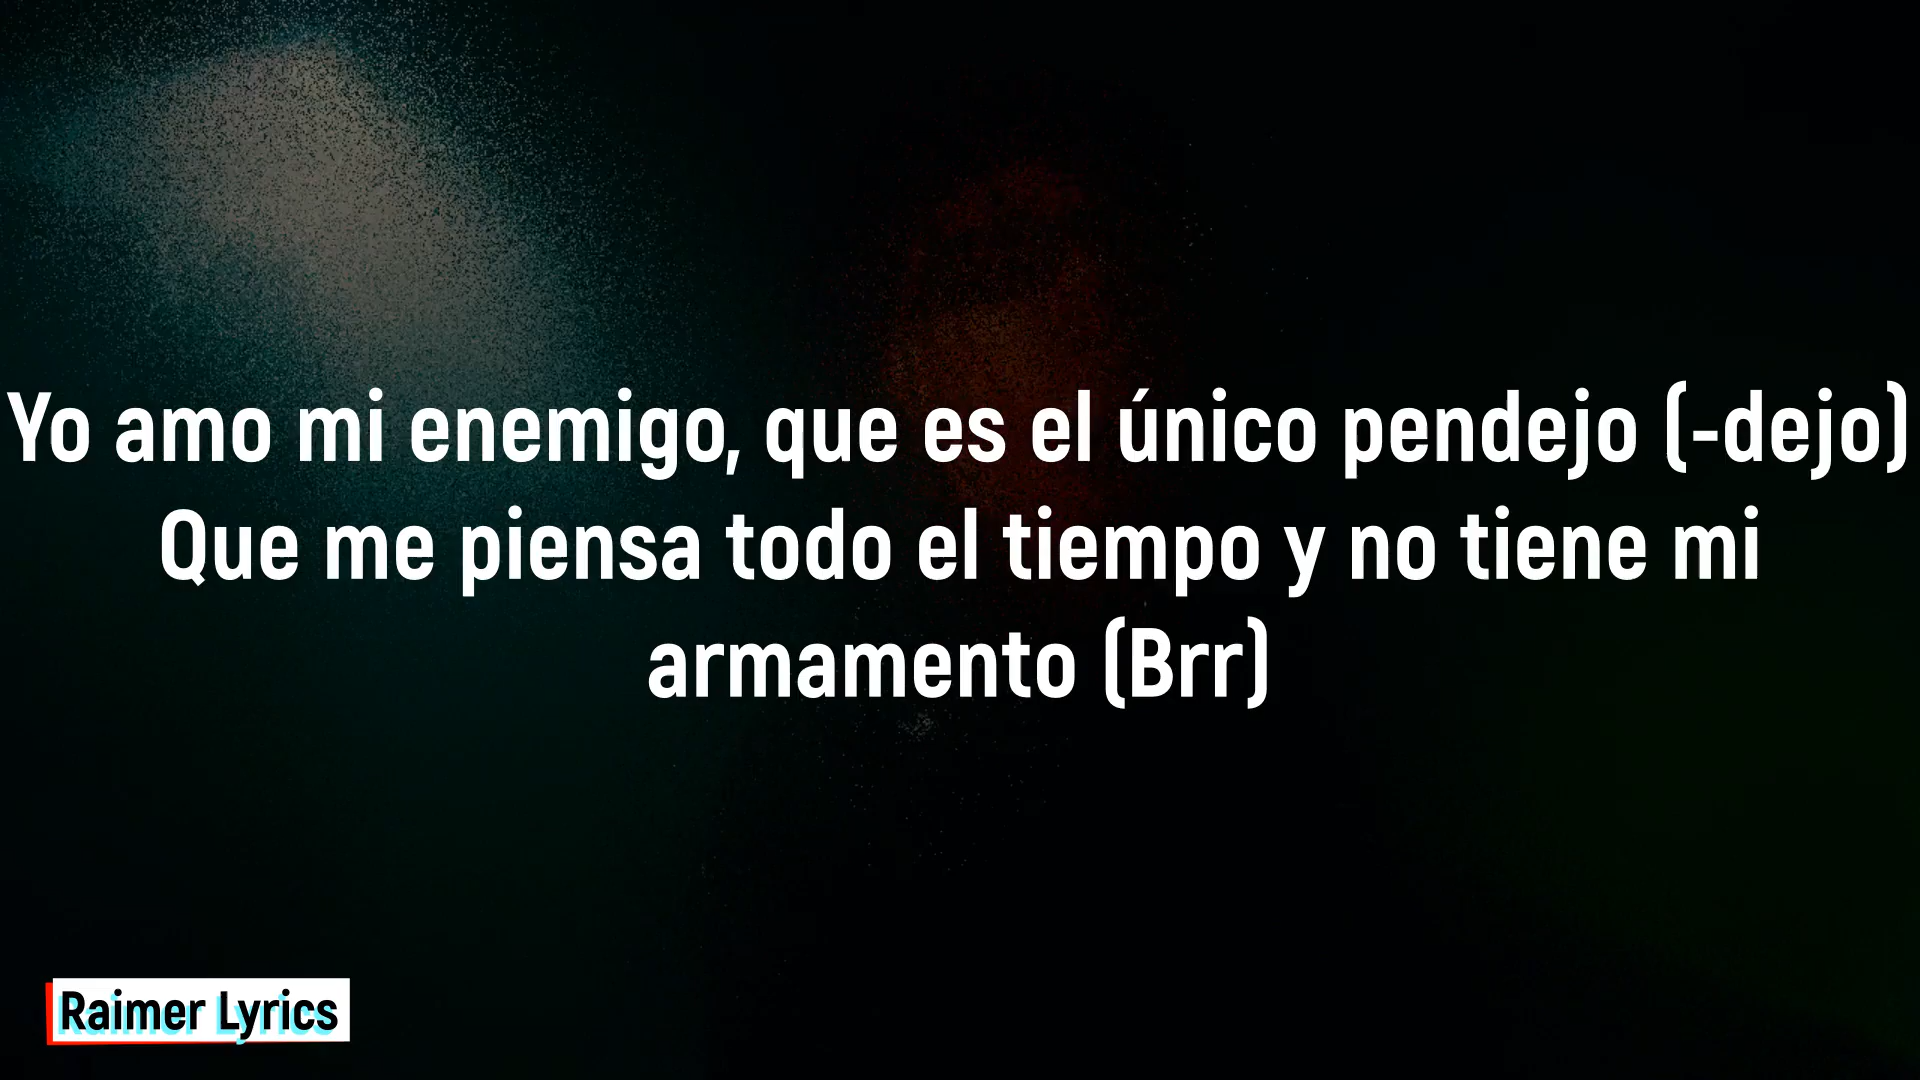 Yo amo mi enemigo, que es el único pendejo (-dejo)
Que me piensa todo el tiempo y no tiene mi
armamento (Brr)
Raimer Lyrics